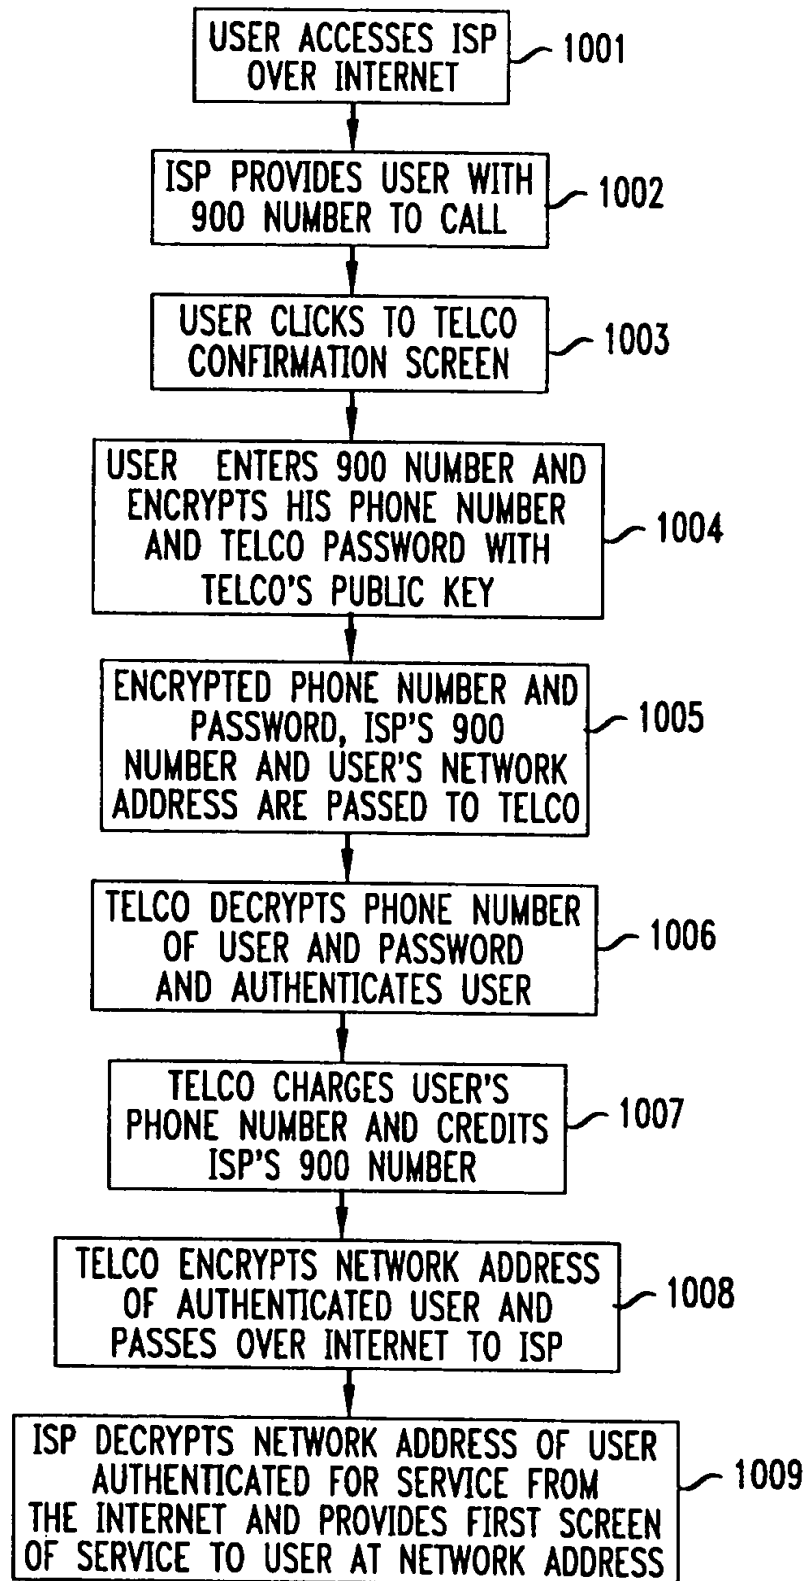 USER ACCESSES ISP
OVER INTERNET
1001
ISP PROVIDES USER WITH
900 NUMBER TO CALL
1002
USER CLICKS TO TELCO
CONFIRMATION SCREEN
1003
USER ENTERS 900 NUMBER AND
ENCRYPTS HIS PHONE NUMBER
AND TELCO PASSWORD WITH
TELCO'S PUBLIC KEY
1004
ENCRYPTED PHONE NUMBER AND
PASSWORD, ISP'S 900
NUMBER AND USER'S NETWORK
ADDRESS ARE PASSED TO TELCO
1005
TELCO DECRYPTS PHONE NUMBER
OF USER AND PASSWORD
AND AUTHENTICATES USER
1006
TELCO CHARGES USER'S
PHONE NUMBER AND CREDITS
ISP'S 900 NUMBER
1007
TELCO ENCRYPTS NETWORK ADDRESS
OF AUTHENTICATED USER AND
PASSES OVER INTERNET TO ISP
1008
ISP DECRYPTS NETWORK ADDRESS OF USER
AUTHENTICATED FOR SERVICE FROM
THE INTERNET AND PROVIDES FIRST SCREEN
OF SERVICE TO USER AT NETWORK ADDRESS
1009